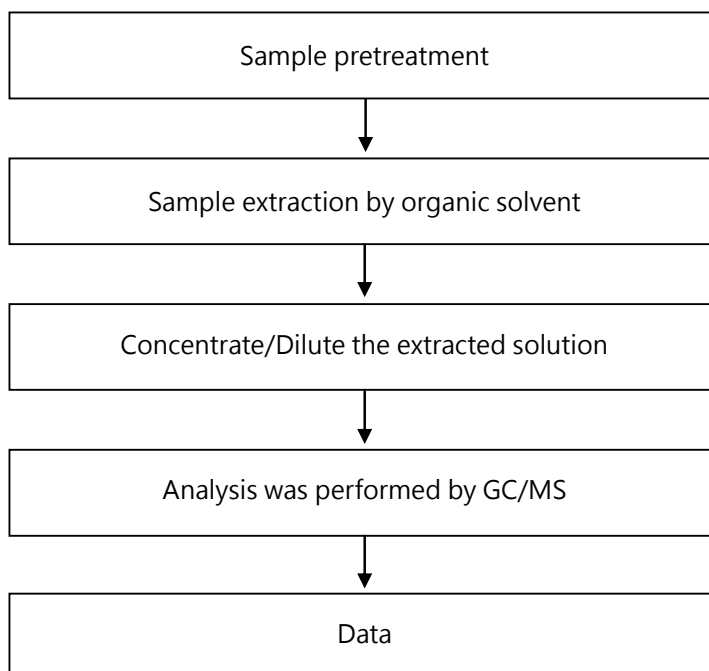 Sample pretreatment
Sample extraction by organic solvent
Concentrate/Dilute the extracted solution
Analysis was performed by GC/MS
Data